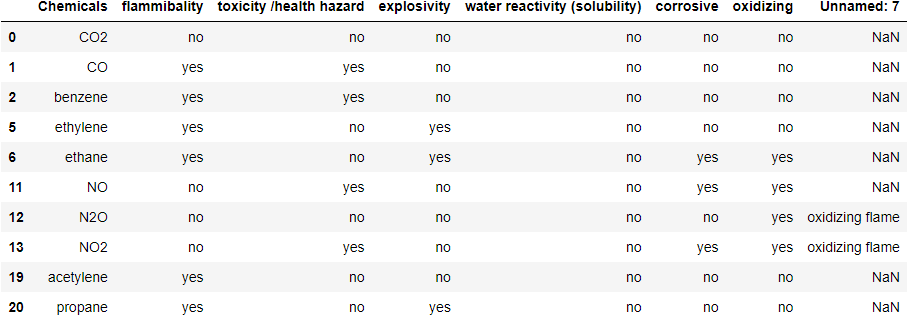 Chemicals flammibality toxicity /health hazard explosivity water reactivity (solubility) corrosive oxidizing Unnamed: 7
0 CO2 no no no no no no NaN
1 CO yes yes no no no no NaN
2 benzene yes yes no no no no NaN
5 ethylene yes no yes no no no NaN
6 ethane yes no yes no yes yes NaN
11 NO no yes no no yes yes NaN
12 N2O no no no no no yes oxidizing flame
13 NO2 no yes no no yes yes oxidizing flame
19 acetylene yes no no no no no NaN
20 propane yes no yes no no no NaN